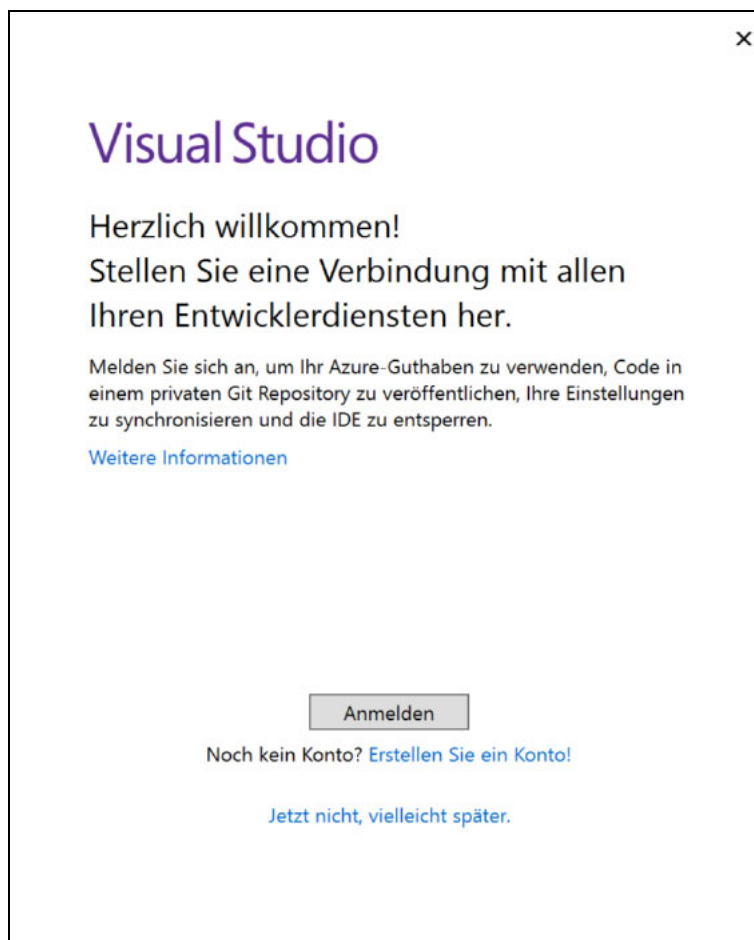 Visual Studio
Herzlich willkommen!
Stellen Sie eine Verbindung mit allen
Ihren Entwicklerdiensten her.
Melden Sie sich an, um Ihr Azure-Guthaben zu verwenden, Code in
einem privaten Git Repository zu veröffentlichen, Ihre Einstellungen
zu synchronisieren und die IDE zu entsperren.
Weitere Informationen
Anmelden
Noch kein Konto? Erstellen Sie ein Konto!
Jetzt nicht, vielleicht später.